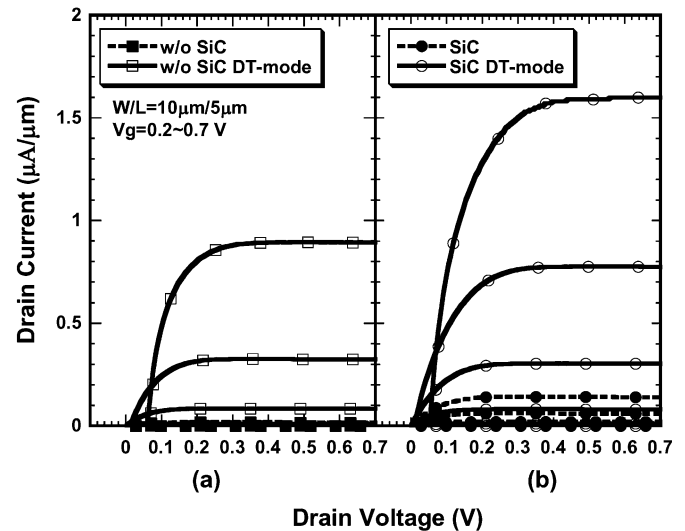 2
1.5
1
0.5
0
Drain Current (μA/μm)
w/o SiC
w/o SiC DT-mode
W/L=10μm/5μm
Vg=0.2~0.7 V
SiC
SiC DT-mode
0 0.1 0.2 0.3 0.4 0.5 0.6 0.7
0 0.1 0.2 0.3 0.4 0.5 0.6 0.7
(a)
(b)
Drain Voltage (V)